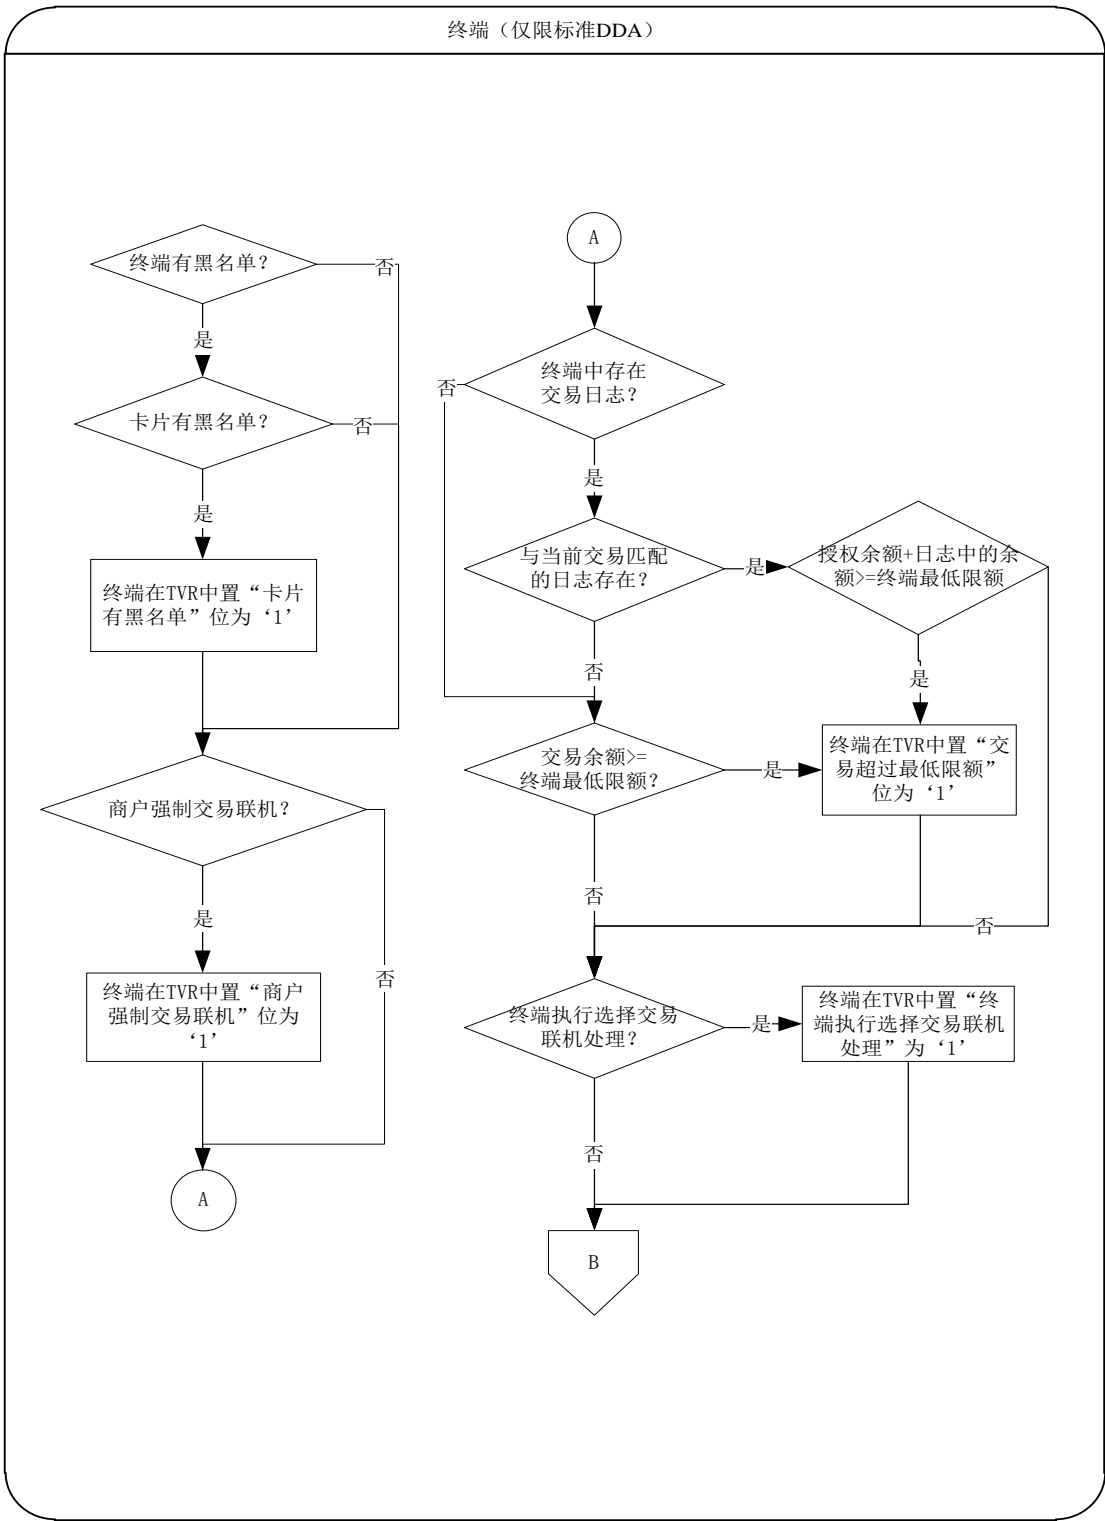 终端（仅限标准DDA）
终端有黑名单？
否
是
卡片有黑名单？
否
是
终端在TVR中置“卡片
有黑名单”位为‘1’
商户强制交易联机？
是
否
终端在TVR中置“商户
强制交易联机”位为
‘1’
A
A
终端中存在
交易日志？
否
是
与当前交易匹配
的日志存在？
是
授权余额+日志中的余
额>=终端最低限额
否
是
交易余额>=
终端最低限额？
是
终端在TVR中置“交
易超过最低限额”
位为‘1’
否
否
终端执行选择交易
联机处理？
是
终端在TVR中置“终
端执行选择交易联机
处理”为‘1’
否
B